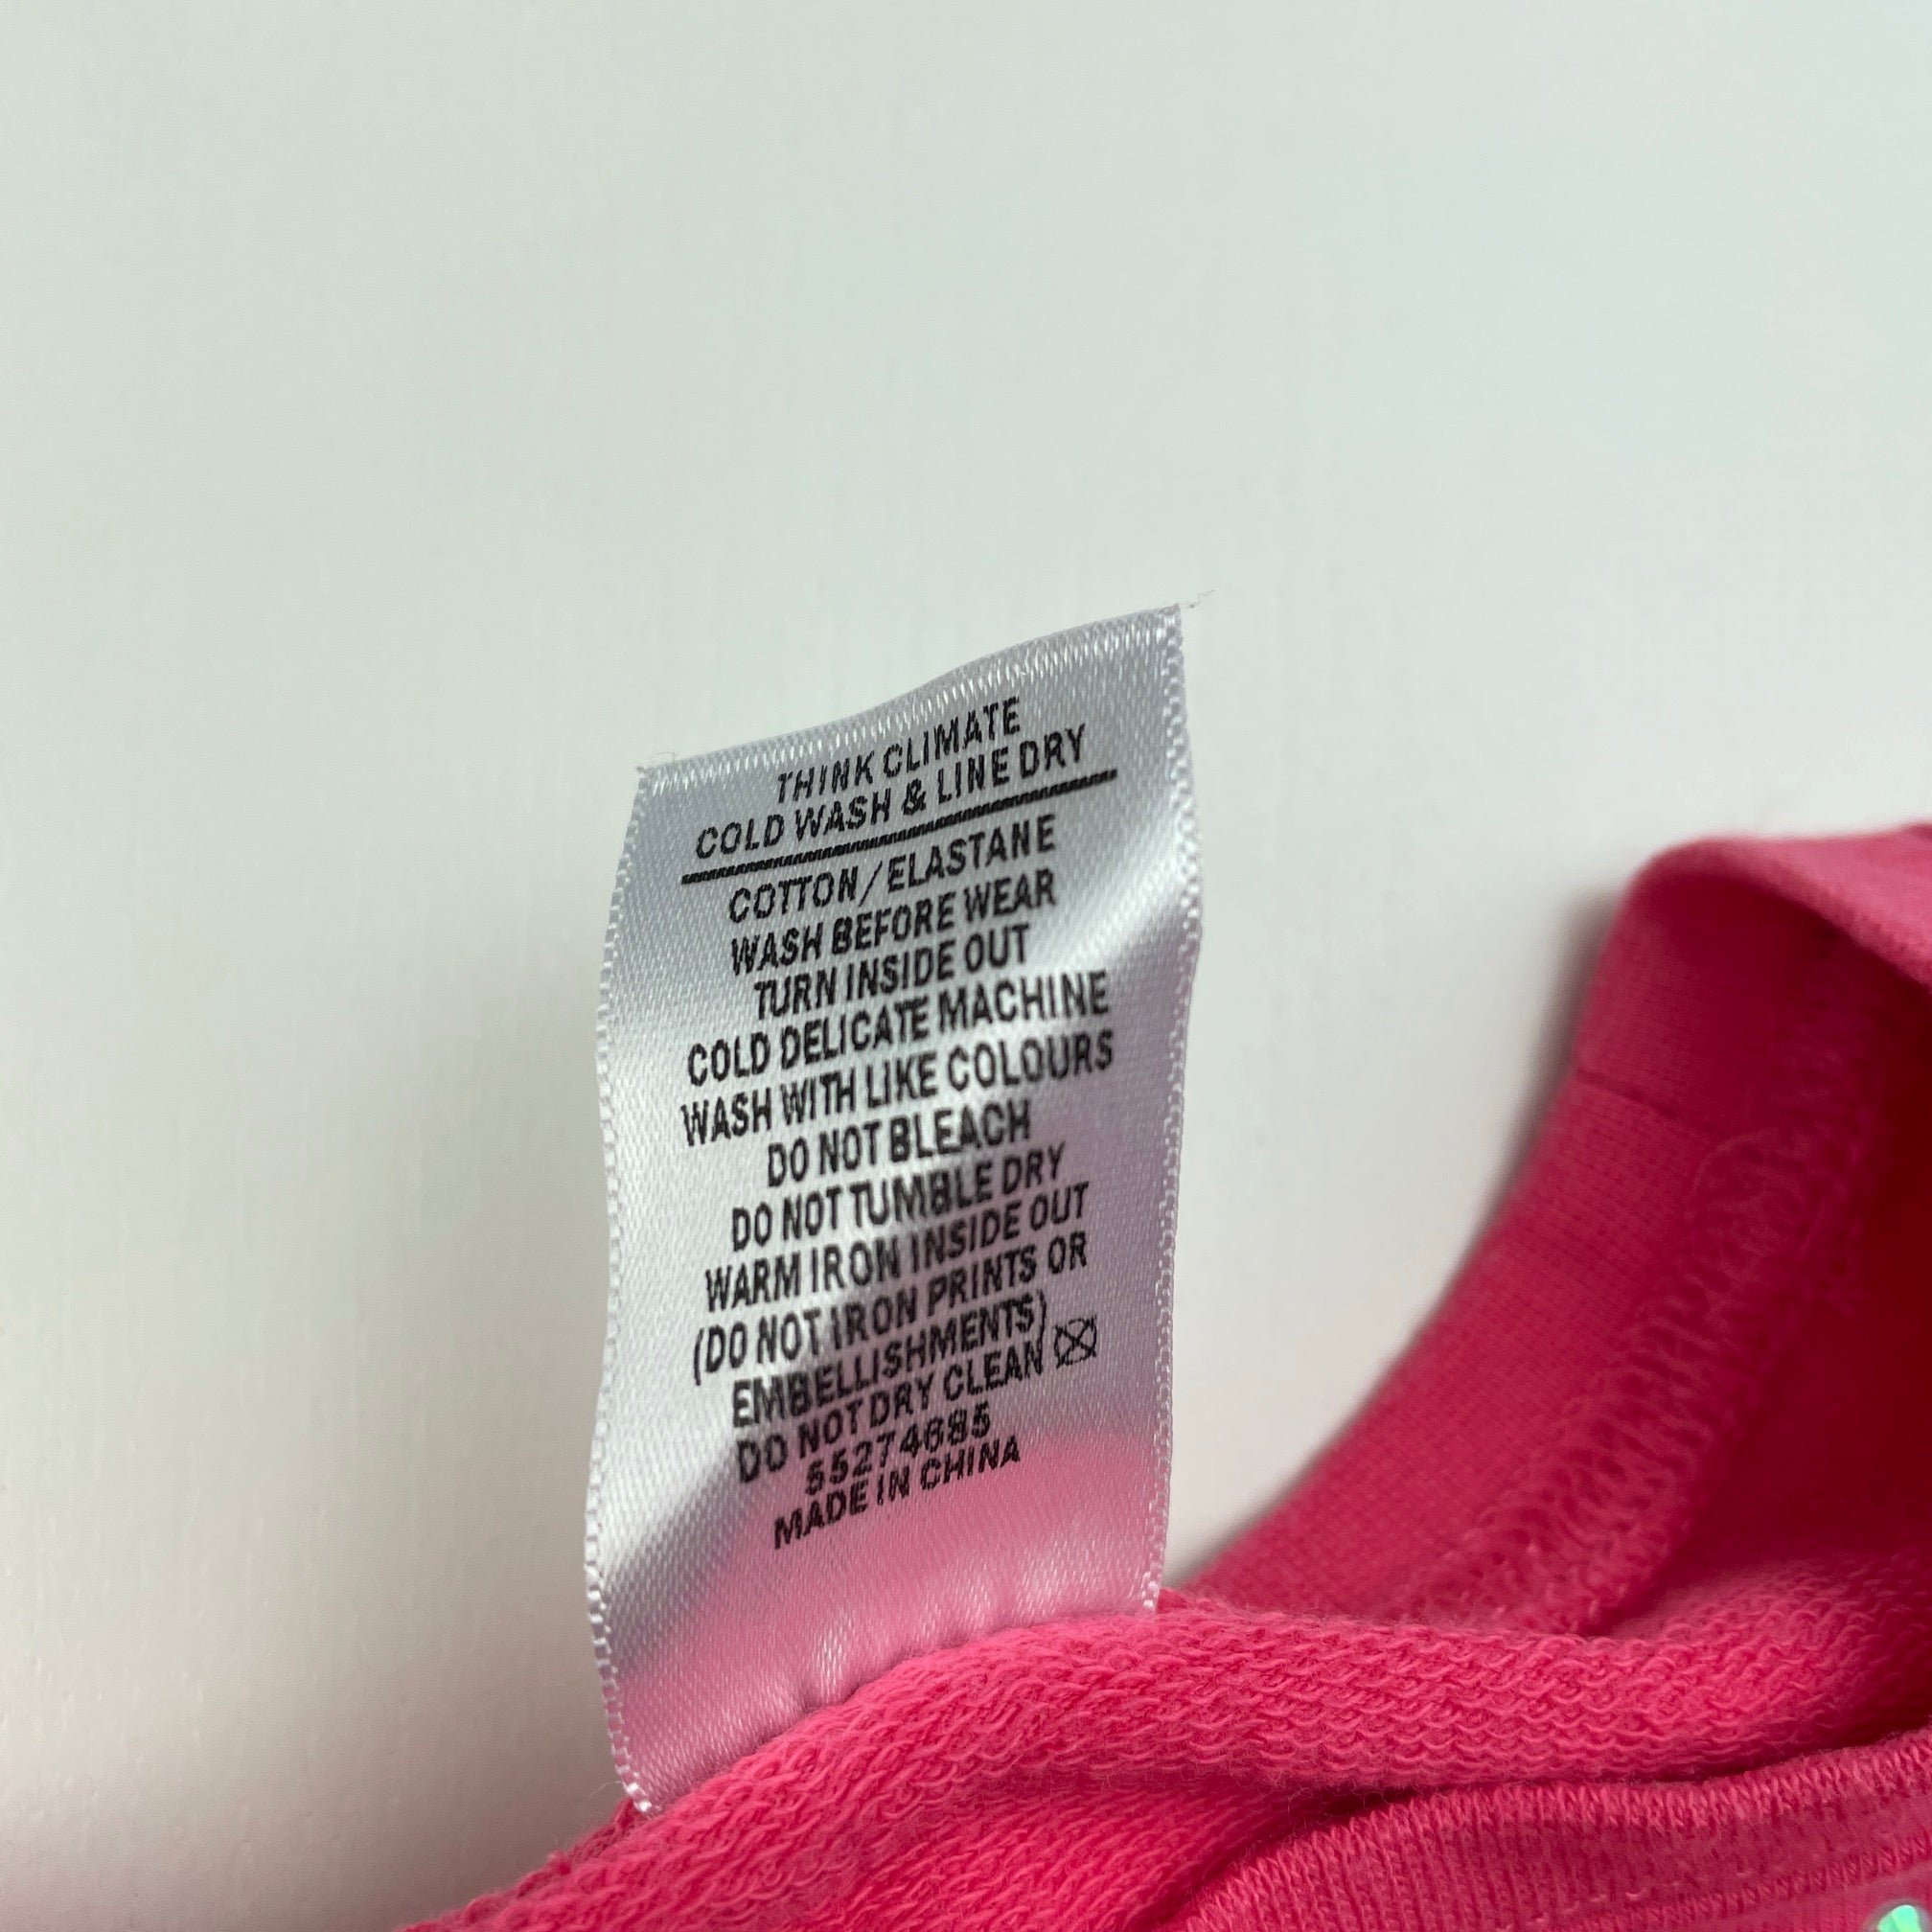 THINK CLIMATE
COLD WASH & LINE DRY
COTTON/ELASTANE
WASH BEFORE WEAR
TURN INSIDE OUT
COLD DELICATE MACHINE
WASH WITH LIKE COLOURS
DO NOT BLEACH
DO NOT TUMBLE DRY
WARM IRON INSIDE OUT
(DO NOT IRON PRINTS OR
EMBELLISHMENTS)
DO NOT DRY CLEAN
55274685
MADE IN CHINA